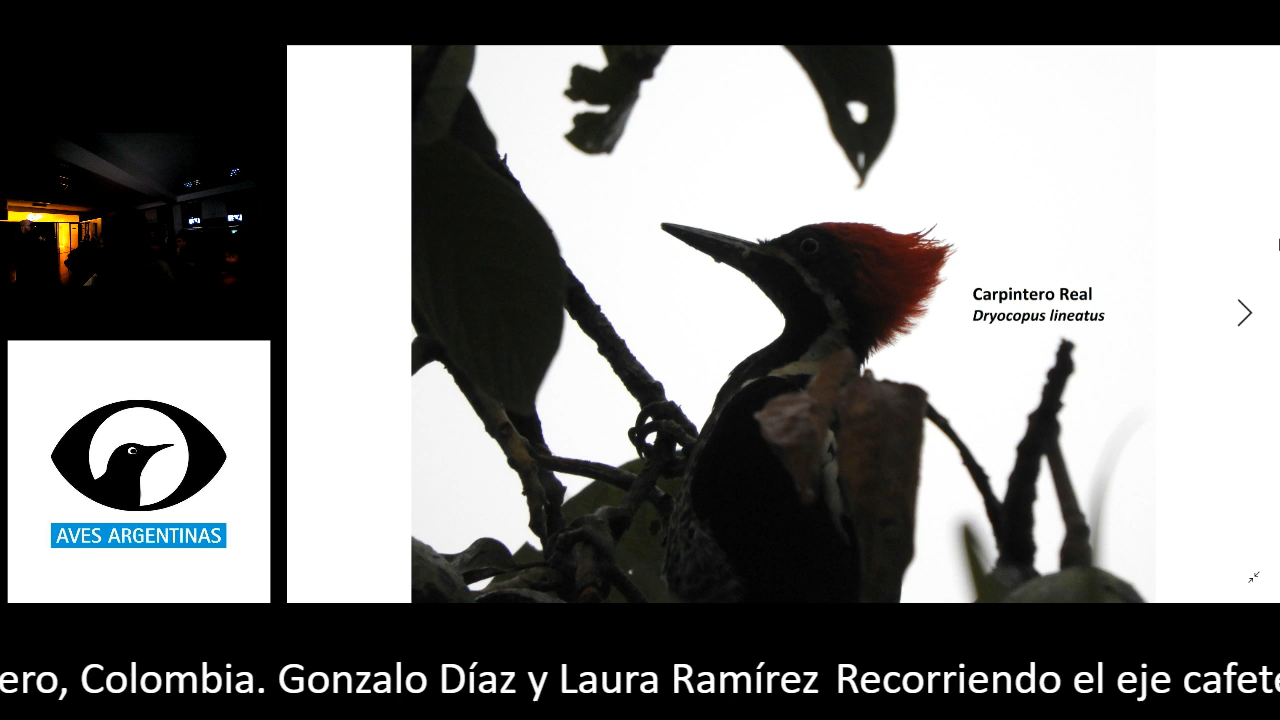 Carpintero Real
Dryocopus lineatus
AVES ARGENTINAS
ero, Colombia. Gonzalo Díaz y Laura Ramírez Recorriendo el eje cafete